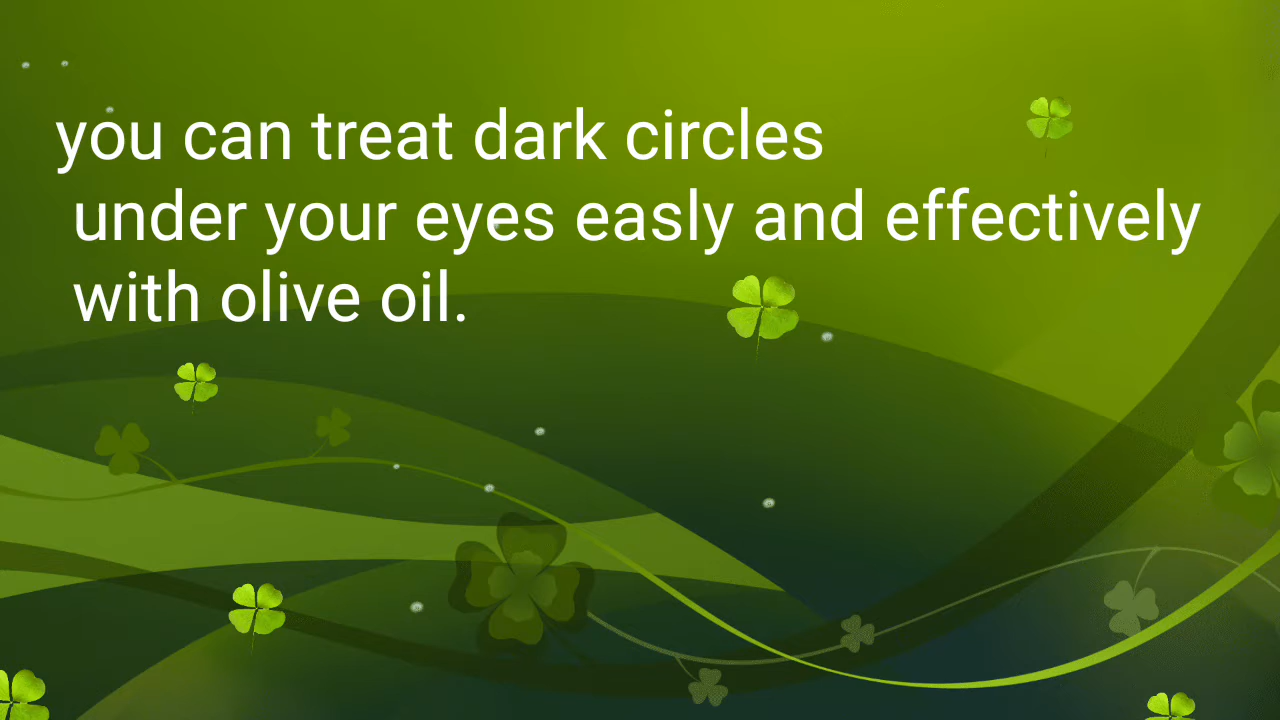 you can treat dark circles
under your eyes easly and effectively
with olive oil.